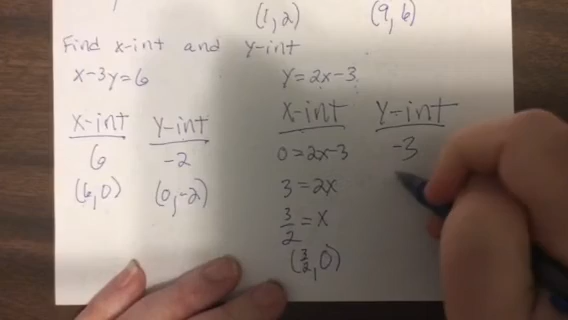 (1,2) (9,6)
Find x-int and y-int
x-3y=6 y=2x-3
x-int y-int x-int y-int
6 -2 0=2x-3 -3
(6,0) (0,-2) 3=2x
3/2=x
(3/2,0)